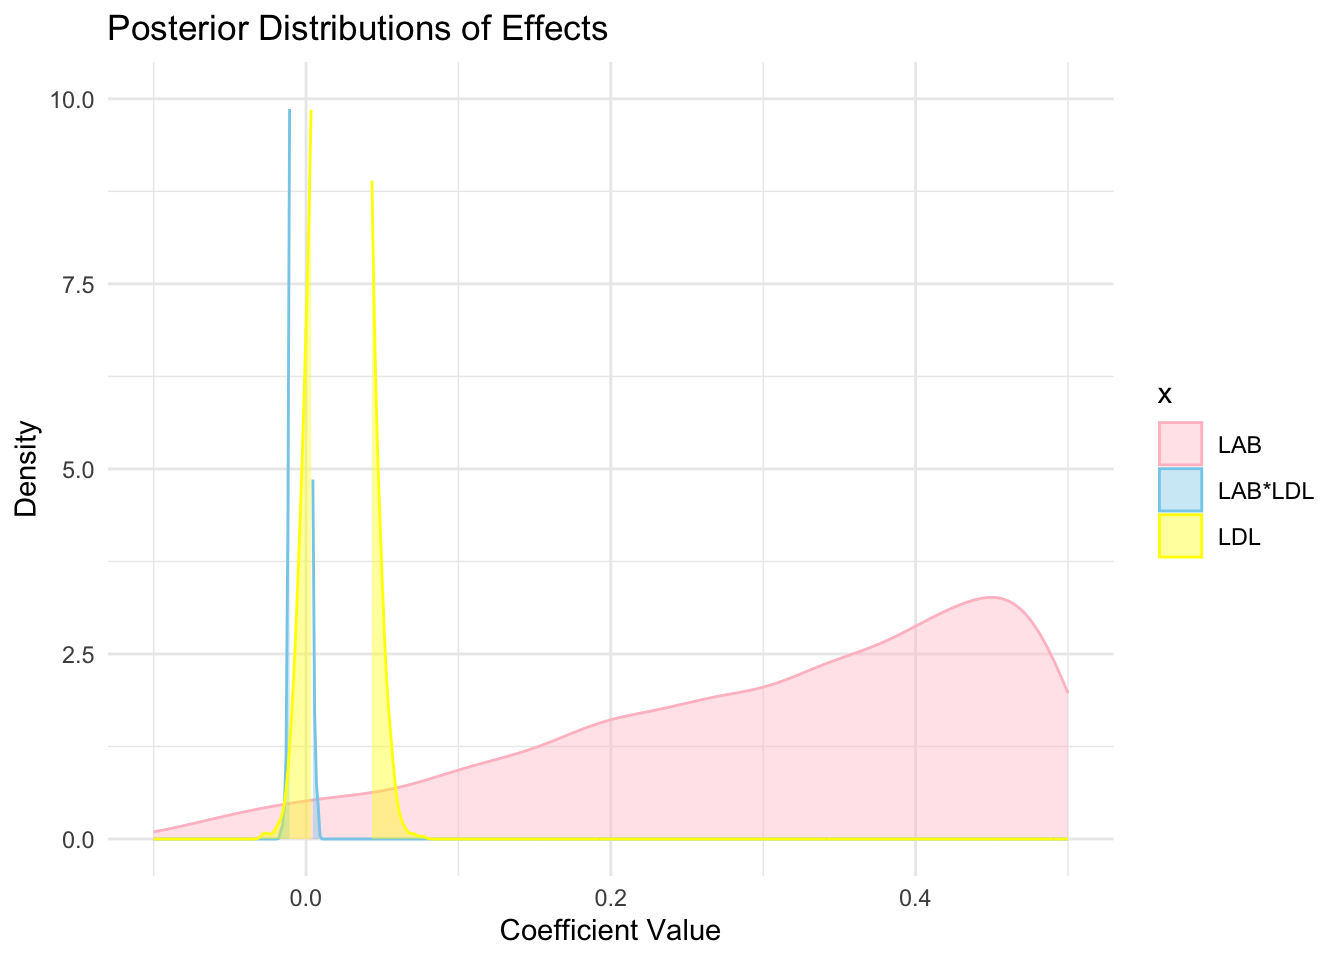 Posterior Distributions of Effects
10.0
7.5
5.0
2.5
0.0
Density
0.0 0.2 0.4
Coefficient Value
x
LAB
LAB*LDL
LDL